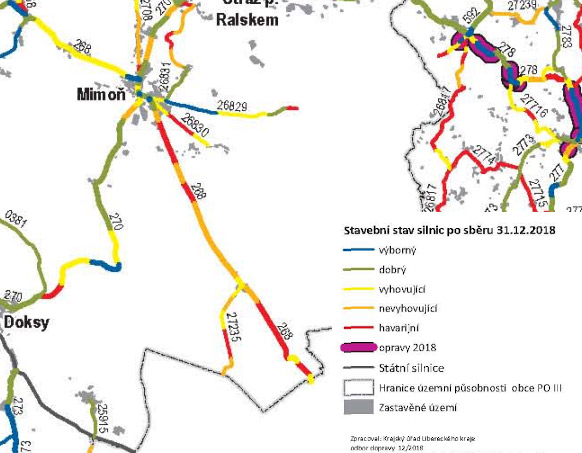 Stráž p.
Ralskem
2708
270
592
27239
2783
268
26831
Mimoň
26829
26830
278
278
26817
27716
2773
2774
277
26817
27715
268
270
0381
270
Doksy
27235
268
273
25915
Stavební stav silnic po sběru 31.12.2018
výborný
dobrý
vyhovující
nevyhovující
havarijní
opravy 2018
Státní silnice
Hranice územní působnosti obce PO III
Zastavěné území
Zpracoval: Krajský úřad Libereckého kraje
odbor dopravy 12/2018